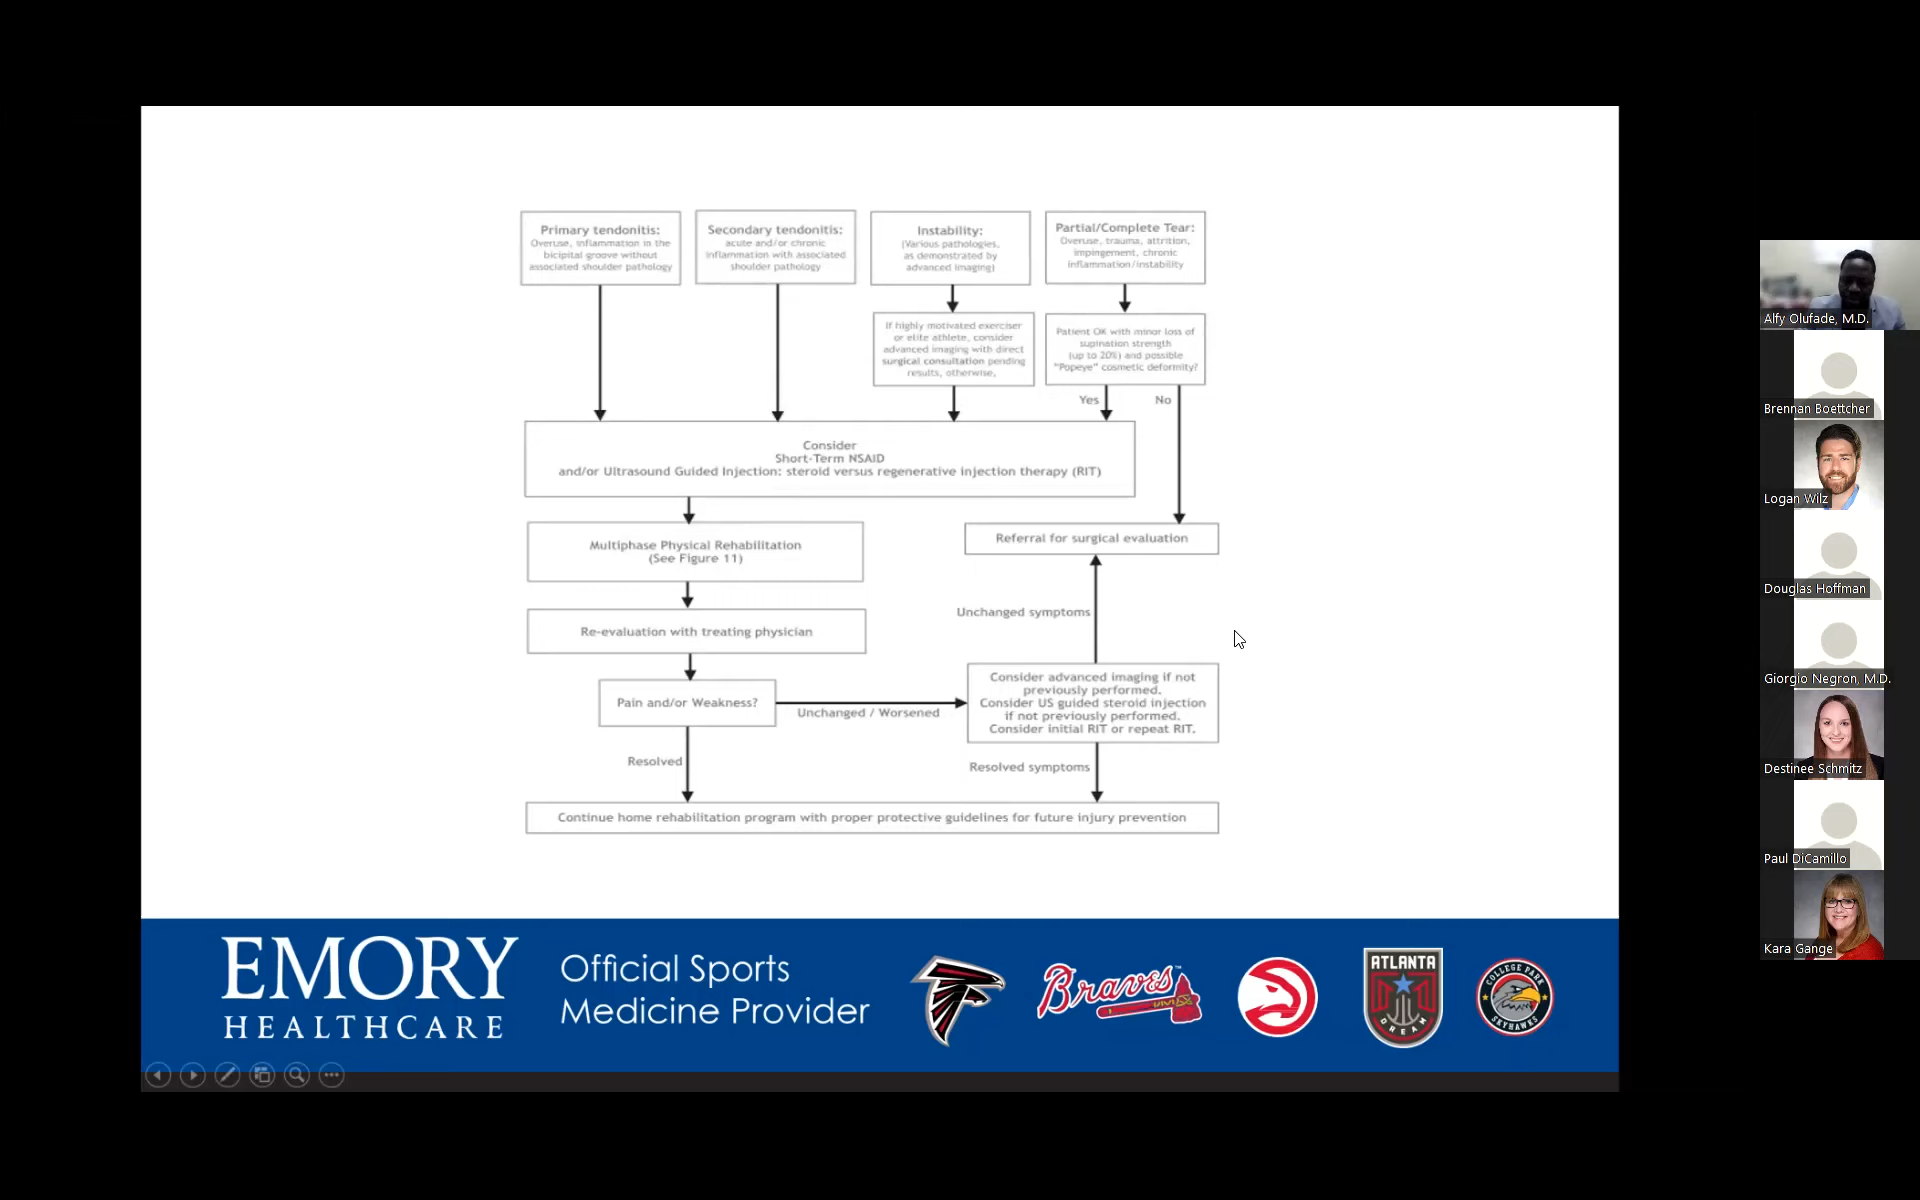 Primary tendonitis:
Overuse, inflammation in the
bicipital groove without
associated shoulder pathology
Secondary tendonitis:
acute and/or chronic
inflammation with associated
shoulder pathology
Instability:
(Various pathologies,
as demonstrated by
advanced imaging)
Partial/Complete Tear:
Overuse, trauma, attrition,
impingement, chronic
inflammation/instability
If highly motivated exerciser
or elite athlete, consider
advanced imaging with direct
surgical consultation pending
results, otherwise,
Patient OK with minor loss of
supination strength
(up to 20%) and possible
"Popeye" cosmetic deformity?
Yes
No
Consider
Short-Term NSAID
and/or Ultrasound Guided Injection: steroid versus regenerative injection therapy (RIT)
Multiphase Physical Rehabilitation
(See Figure 11)
Referral for surgical evaluation
Re-evaluation with treating physician
Unchanged symptoms
Pain and/or Weakness?
Unchanged / Worsened
Consider advanced imaging if not
previously performed.
Consider US guided steroid injection
if not previously performed.
Consider initial RIT or repeat RIT.
Resolved
Resolved symptoms
Continue home rehabilitation program with proper protective guidelines for future injury prevention
EMORY
HEALTHCARE
Official Sports
Medicine Provider
Braves
ATLANTA
DREAM
COLLEGE PARK
SKYHAWKS
Alfy Olufade, M.D.
Brennan Boettcher
Logan Wilz
Douglas Hoffman
Giorgio Negron, M.D.
Destinee Schmitz
Paul DiCamillo
Kara Gange